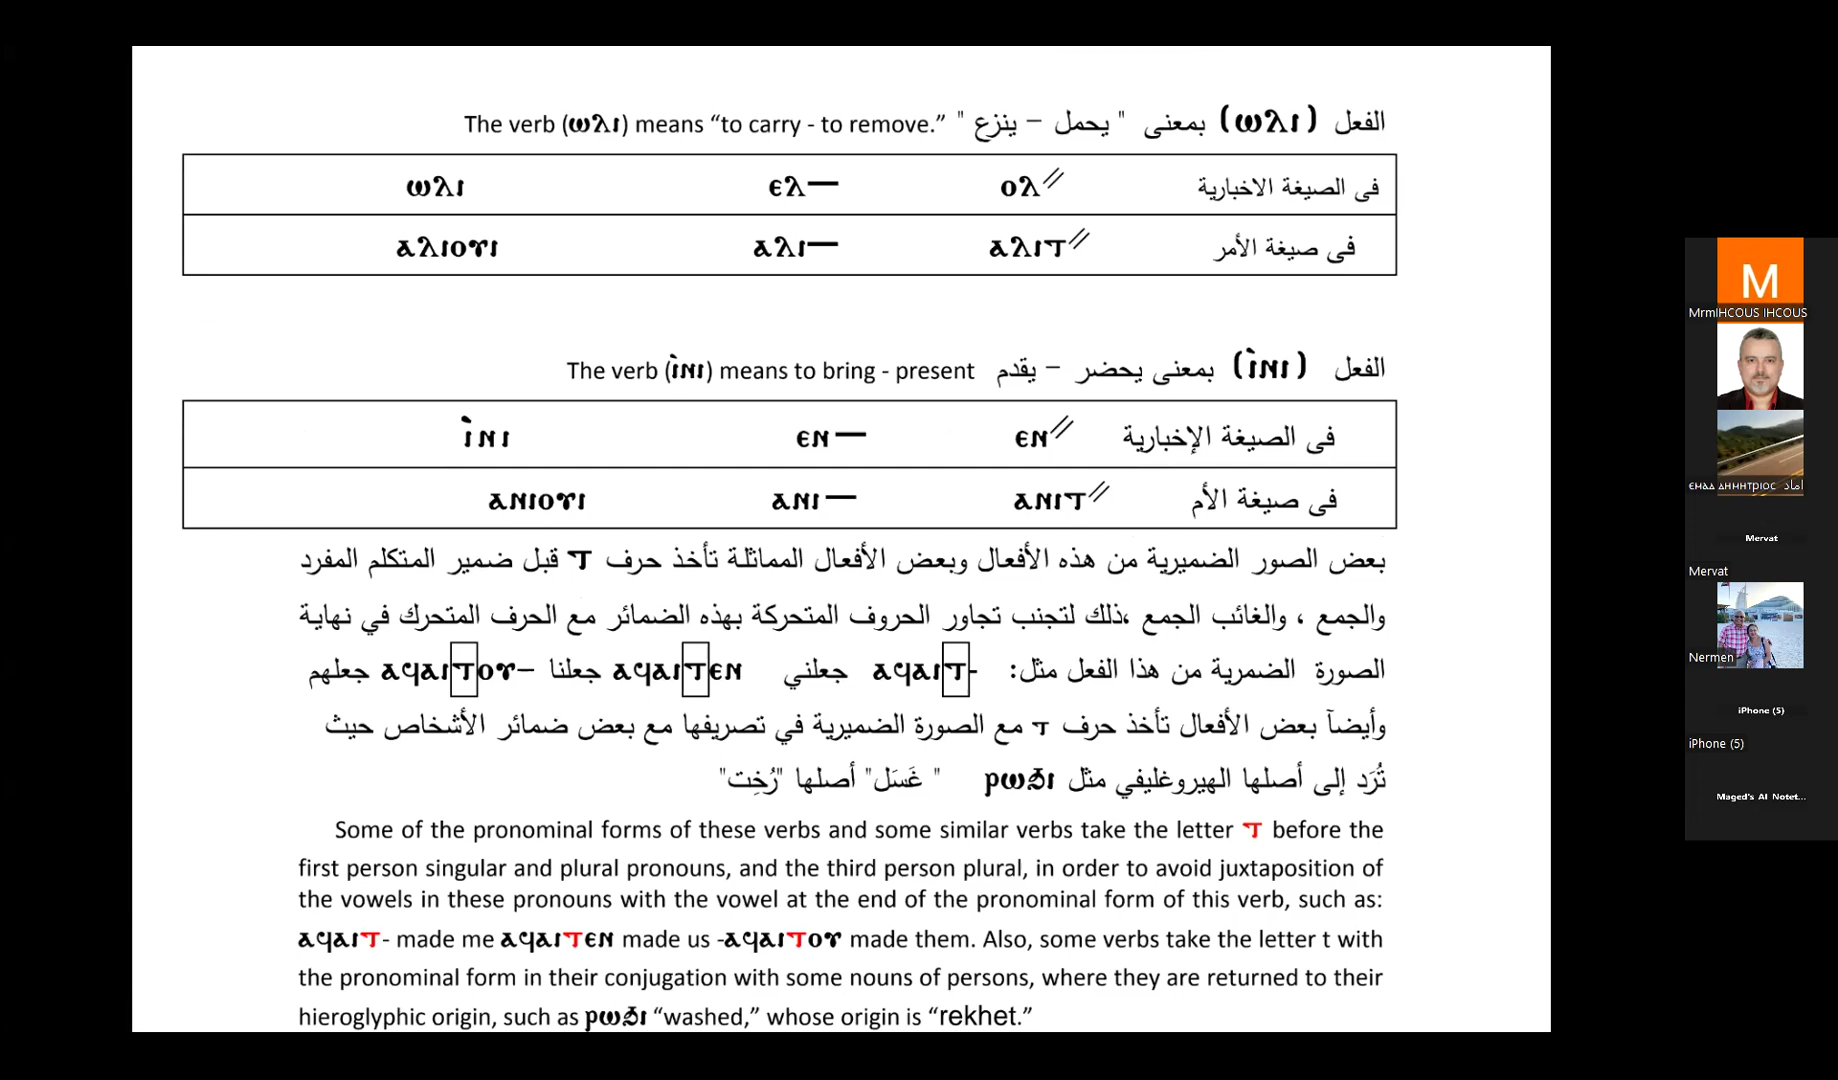 الفعل (ⲱⲗⲓ) بمعنى " يحمل – ينزع " The verb (ⲱⲗⲓ) means “to carry - to remove.”
فى الصيغة الاخبارية ⲟⲗ⫽ ⲉⲗ— ⲱⲗⲓ
فى صيغة الأمر ⲁⲗⲓⲧ⫽ ⲁⲗⲓ— ⲁⲗⲓⲟⲩⲓ
الفعل (ⲓ̀ⲛⲓ) بمعنى يحضر – يقدم The verb (ⲓ̀ⲛⲓ) means to bring - present
فى الصيغة الإخبارية ⲉⲛ⫽ ⲉⲛ— ⲓ̀ⲛⲓ
فى صيغة الأم ⲁⲛⲓⲧ⫽ ⲁⲛⲓ— ⲁⲛⲓⲟⲩⲓ
بعض الصور الضميرية من هذه الأفعال وبعض الأفعال المماثلة تأخذ حرف ⲧ قبل ضمير المتكلم المفرد
والجمع ، والغائب الجمع ،ذلك لتجنب تجاور الحروف المتحركة بهذه الضمائر مع الحرف المتحرك في نهاية
الصورة الضمرية من هذا الفعل مثل: ⲁϥⲁⲓⲧ- جعلني ⲁϥⲁⲓⲧⲉⲛ جعلنا –ⲁϥⲁⲓⲧⲟⲩ جعلهم
وأيضآ بعض الأفعال تأخذ حرف ⲧ مع الصورة الضميرية في تصريفها مع بعض ضمائر الأشخاص حيث
تُرَد إلى أصلها الهيروغليفي مثل ⲣⲱϧⲓ " غَسَل" أصلها "رُخِت"
Some of the pronominal forms of these verbs and some similar verbs take the letter ⲧ before the
first person singular and plural pronouns, and the third person plural, in order to avoid juxtaposition of
the vowels in these pronouns with the vowel at the end of the pronominal form of this verb, such as:
ⲁϥⲁⲓⲧ- made me ⲁϥⲁⲓⲧⲉⲛ made us -ⲁϥⲁⲓⲧⲟⲩ made them. Also, some verbs take the letter t with
the pronominal form in their conjugation with some nouns of persons, where they are returned to their
hieroglyphic origin, such as ⲣⲱϧⲓ “washed,” whose origin is “rekhet.”
M
MrmIHCOUS IHCOUS
ⲉⲙⲁⲇ ⲇⲏⲙⲏⲧⲣⲓⲟⲥ اماد
Mervat
Mervat
Nermen
iPhone (5)
iPhone (5)
Maged's AI Notet...